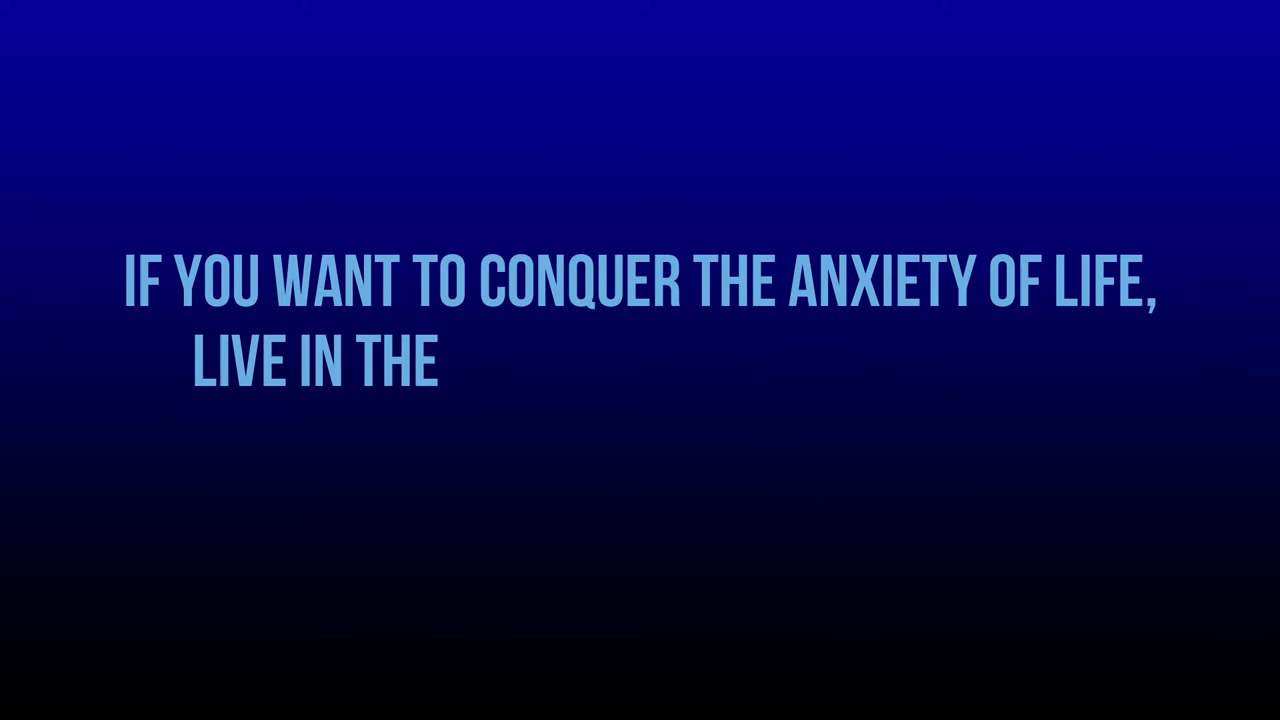 IF YOU WANT TO CONQUER THE ANXIETY OF LIFE,
LIVE IN THE